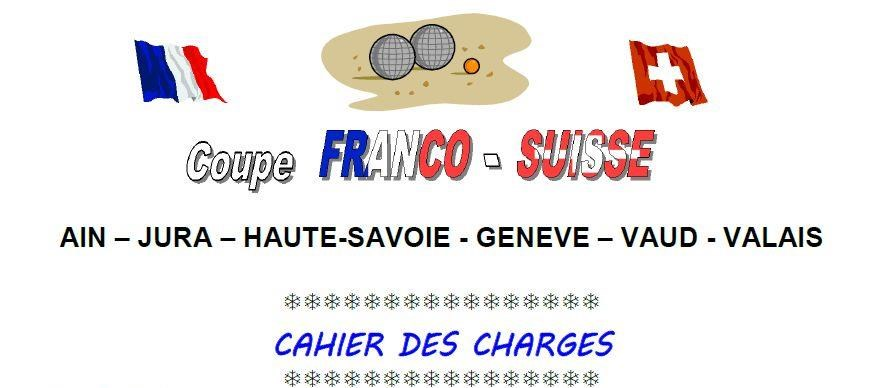 Coupe FRANCO - SUISSE
AIN – JURA – HAUTE-SAVOIE - GENEVE – VAUD - VALAIS
❄❄❄❄❄❄❄❄❄❄❄❄❄❄❄❄
CAHIER DES CHARGES
❄❄❄❄❄❄❄❄❄❄❄❄❄❄❄❄